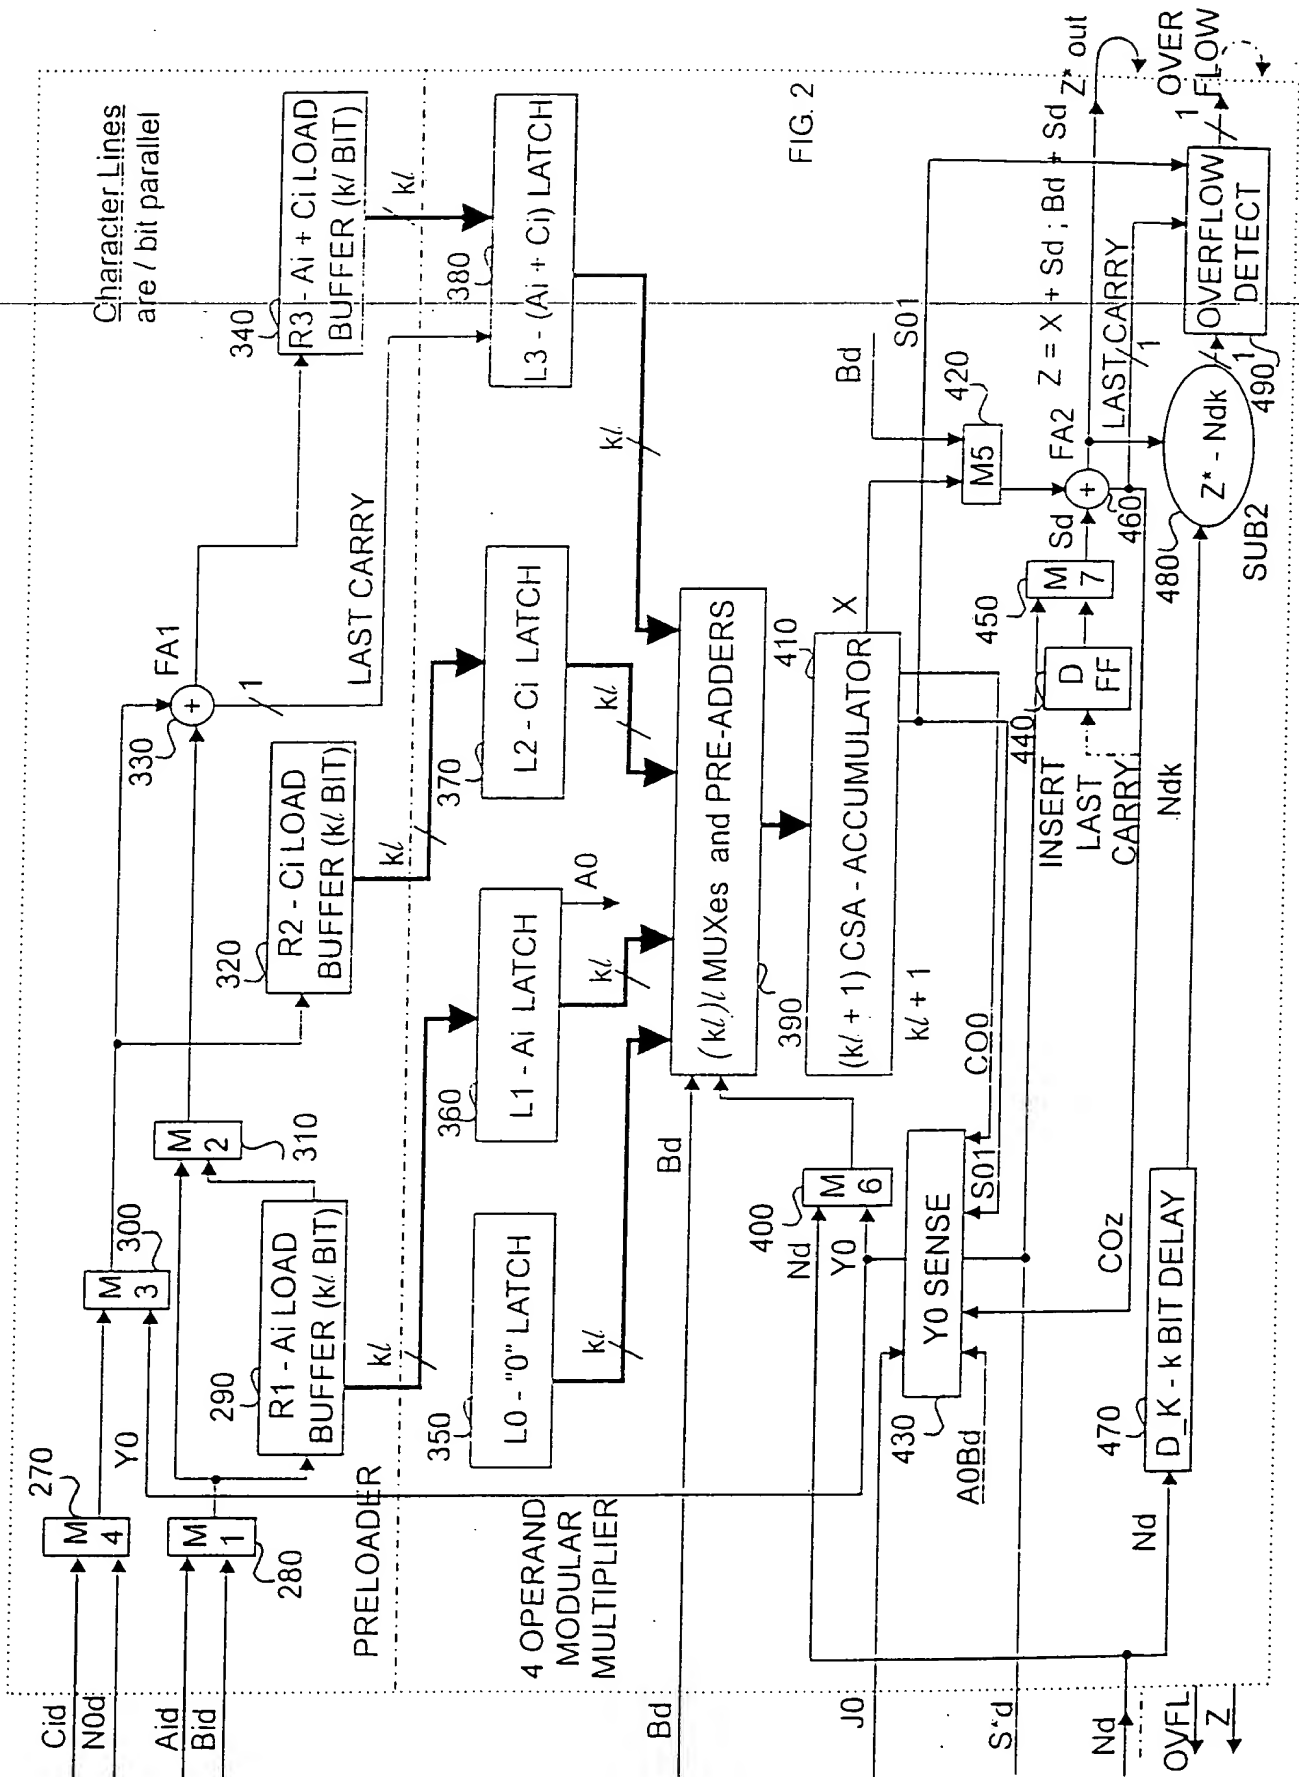 Character Lines
are l bit parallel
FIG. 2
Cid
N0d
Aid
Bid
270
M
4
M
1
280
Y0
M
3
300
M
2
310
290
R1 - Ai LOAD
BUFFER (kl BIT)
320
R2 - Ci LOAD
BUFFER (kl BIT)
330
+
FA1
1
LAST CARRY
340
R3 - Ai + Ci LOAD
BUFFER (kl BIT)
PRELOADER
kl
kl
kl
4 OPERAND
MODULAR
MULTIPLIER
350
L0 - "0" LATCH
360
L1 - Ai LATCH
A0
370
L2 - Ci LATCH
380
L3 - (Ai + Ci) LATCH
kl
kl
kl
kl
Bd
Bd
390
(kl)l MUXes and PRE-ADDERS
410
(kl + 1) CSA - ACCUMULATOR
kl + 1
X
Bd
S01
M5
420
400
M
6
Nd
Y0
J0
430
Y0 SENSE
A0Bd
S01
CO0
COz
S*d
INSERT
LAST
CARRY
440
D
FF
450
M
7
Sd
+
460
FA2
Z = X + Sd ; Bd + Sd
LAST CARRY
1
Z* out
Nd
Nd
470
D_K - k BIT DELAY
Ndk
480
Z* - Ndk
SUB2
1
490
OVERFLOW
DETECT
1
OVER
FLOW
OVFL
Z